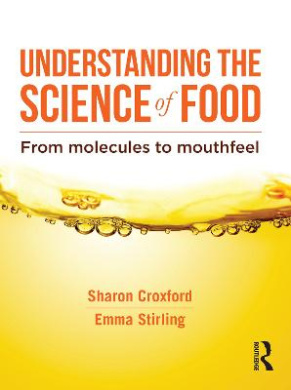 UNDERSTANDING THE
SCIENCE of FOOD
From molecules to mouthfeel
Sharon Croxford
Emma Stirling
ROUTLEDGE